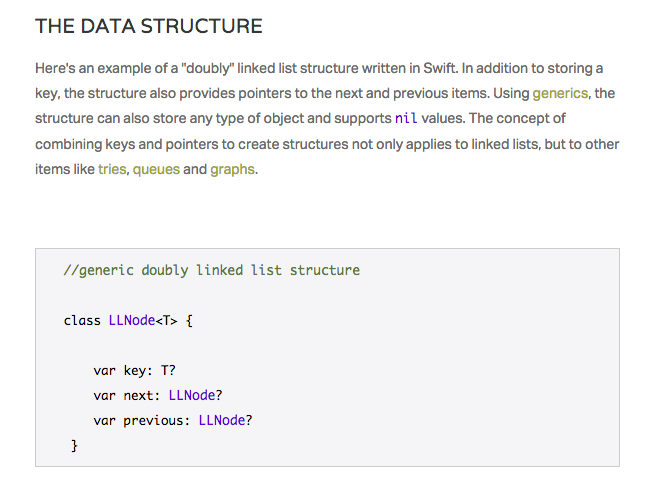 THE DATA STRUCTURE
Here's an example of a "doubly" linked list structure written in Swift. In addition to storing a
key, the structure also provides pointers to the next and previous items. Using generics, the
structure can also store any type of object and supports nil values. The concept of
combining keys and pointers to create structures not only applies to linked lists, but to other
items like tries, queues and graphs.
//generic doubly linked list structure
class LLNode<T> {
var key: T?
var next: LLNode?
var previous: LLNode?
}